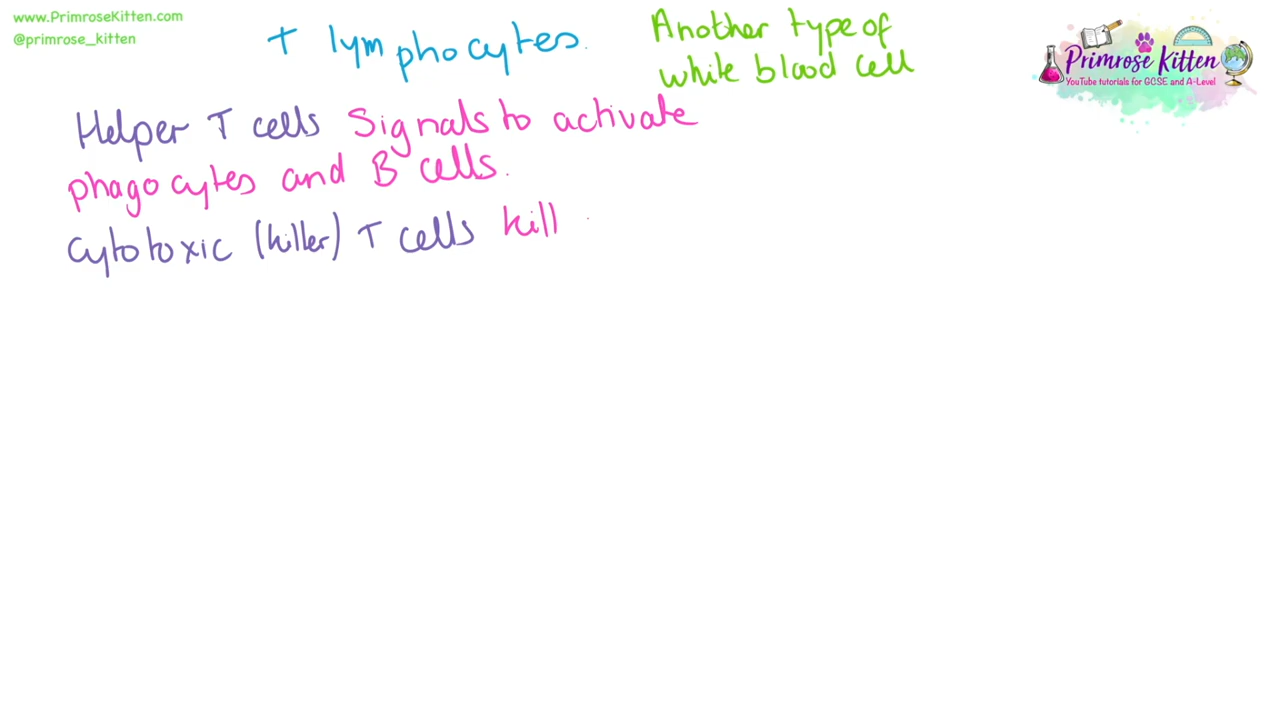 www.PrimroseKitten.com
@primrose_kitten
T lymphocytes.
Another type of
white blood cell
Primrose Kitten
YouTube tutorials for GCSE and A-Level
Helper T cells Signals to activate
phagocytes and B cells.
Cytotoxic (killer) T cells kill